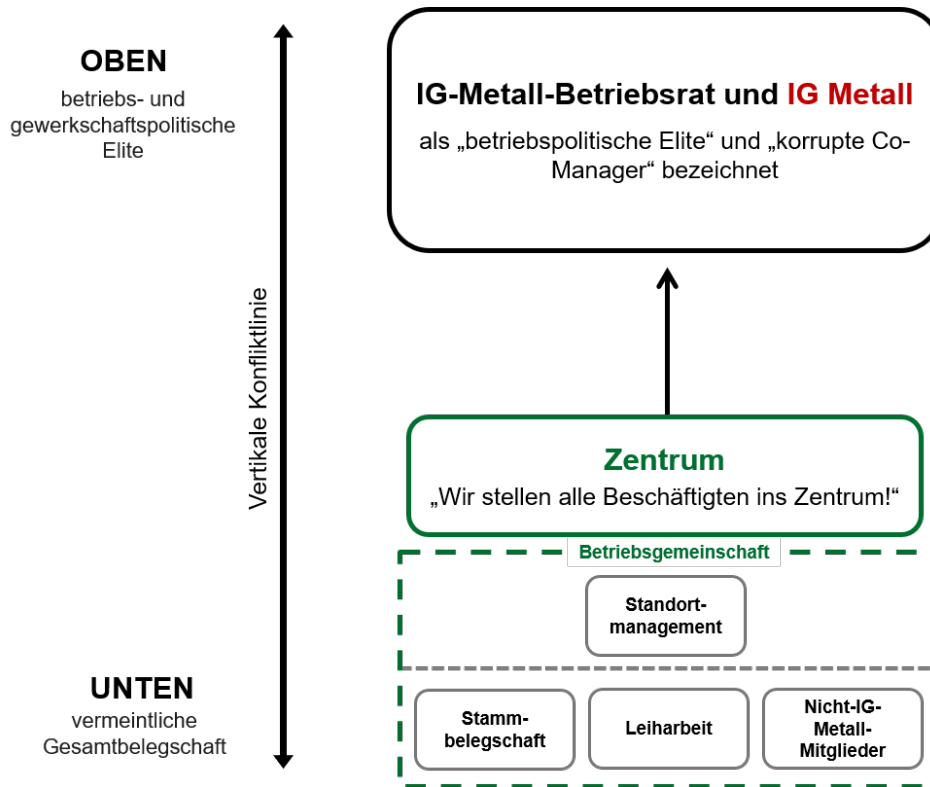 OBEN
betriebs- und
gewerkschaftspolitische
Elite
IG-Metall-Betriebsrat und IG Metall
als „betriebspolitische Elite“ und „korrupte Co-
Manager“ bezeichnet
Vertikale Konfliktlinie
Zentrum
„Wir stellen alle Beschäftigten ins Zentrum!“
Betriebsgemeinschaft
Standort-
management
UNTEN
vermeintliche
Gesamtbelegschaft
Stamm-
belegschaft
Leiharbeit
Nicht-IG-
Metall-
Mitglieder